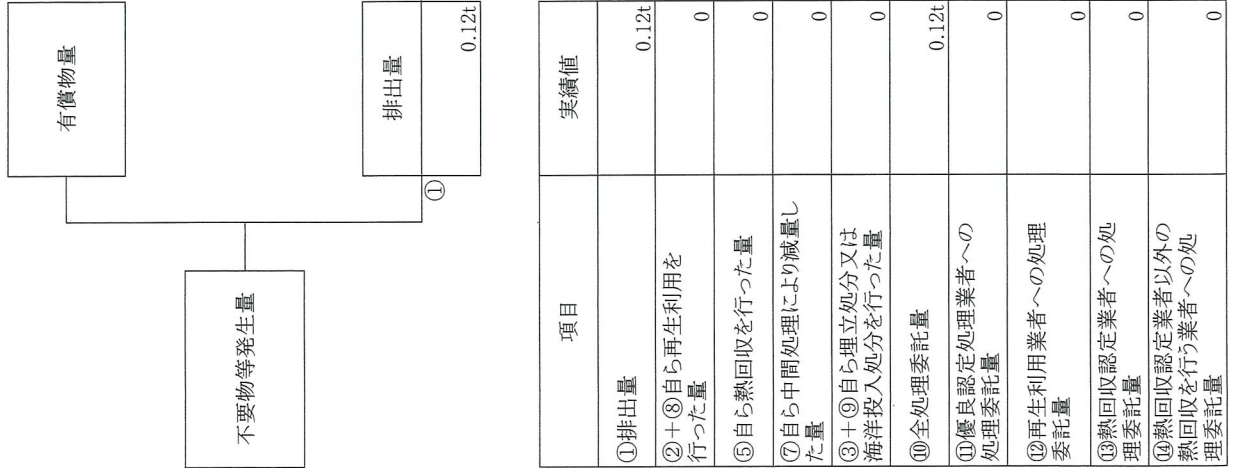 不要物等発生量
有償物量
排出量
①
0.12t
項目
実績値
①排出量
0.12t
②+⑧自ら再生利用を
行った量
0
⑤自ら熱回収を行った量
0
⑦自ら中間処理により減量し
た量
0
③+⑨自ら埋立処分又は
海洋投入処分を行った量
0
⑩全処理委託量
0.12t
⑪優良認定処理業者への
処理委託量
0
⑫再生利用業者への処理
委託量
0
⑬熱回収認定業者への処
理委託量
0
⑭熱回収認定業者以外の
熱回収を行う業者への処
理委託量
0